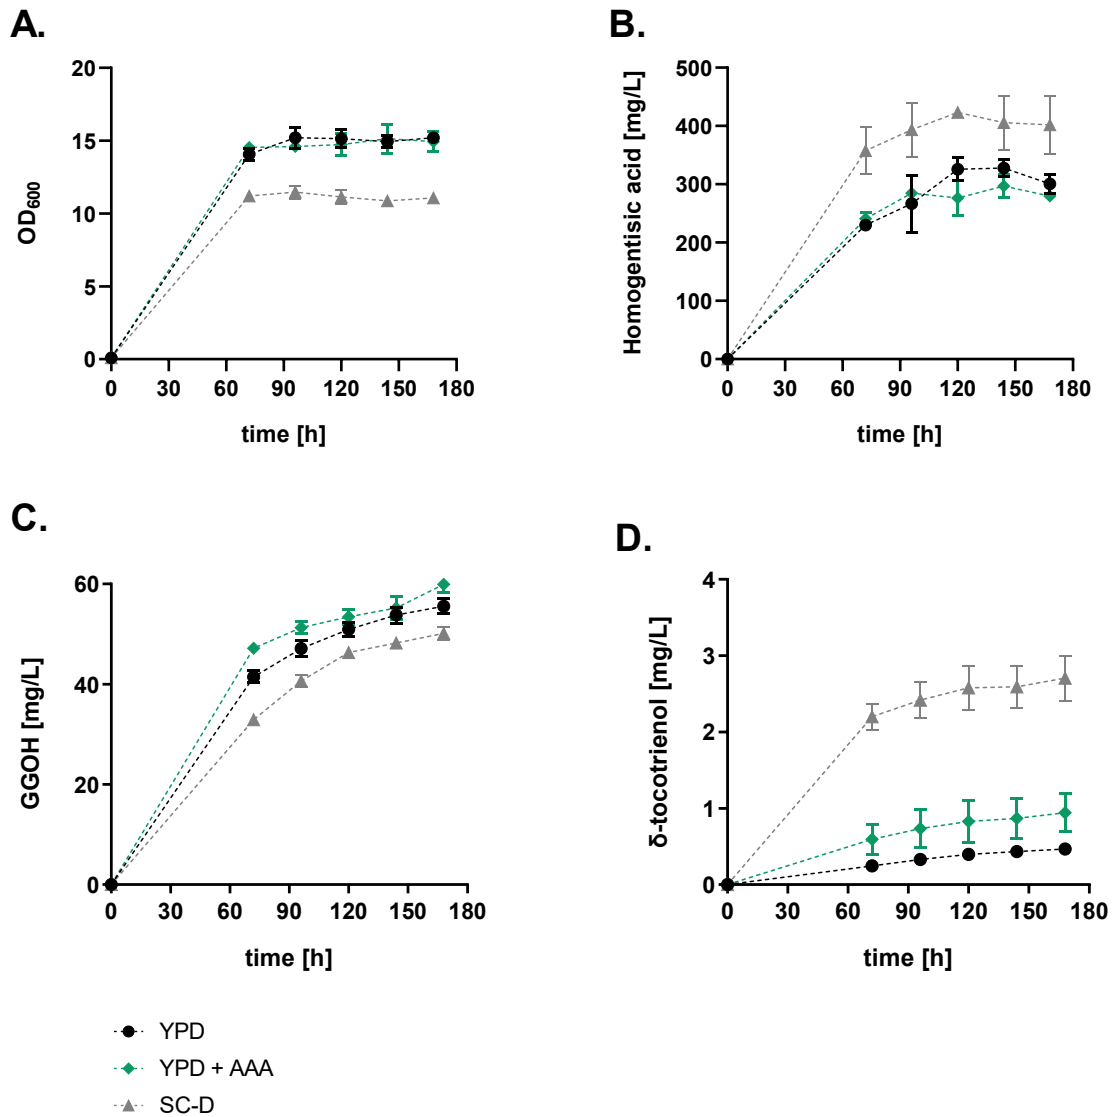 A.
20
15
10
5
0
OD600
0 30 60 90 120 150 180
time [h]
B.
500
400
300
200
100
0
Homogentisic acid [mg/L]
0 30 60 90 120 150 180
time [h]
C.
60
40
20
0
GGOH [mg/L]
0 30 60 90 120 150 180
time [h]
D.
4
3
2
1
0
δ-tocotrienol [mg/L]
0 30 60 90 120 150 180
time [h]
YPD
YPD + AAA
SC-D